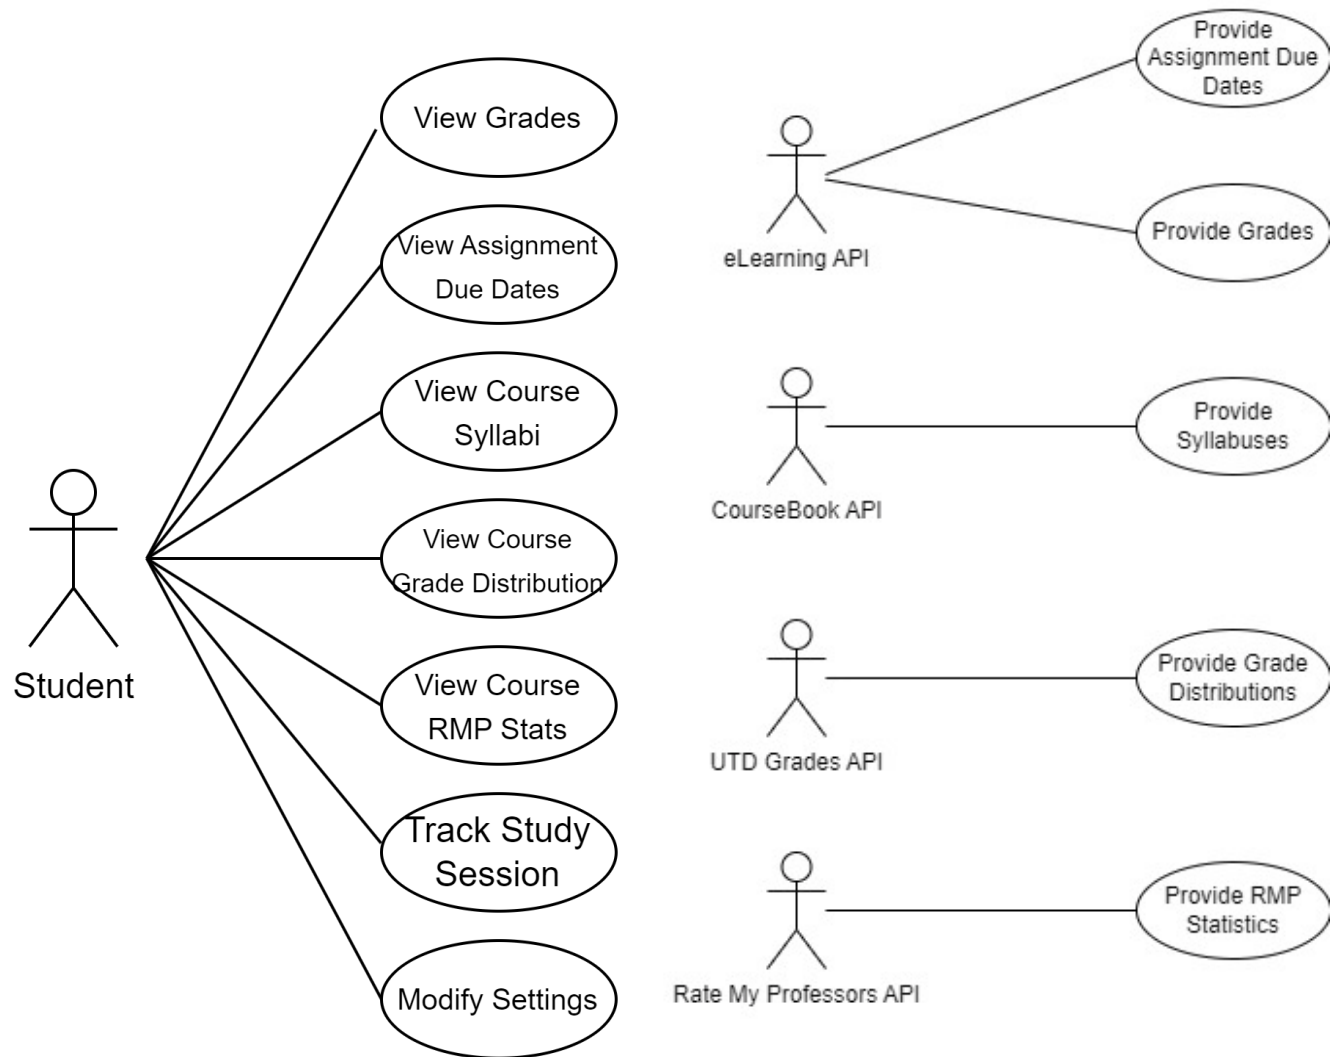 View Grades
View Assignment
Due Dates
View Course
Syllabi
View Course
Grade Distribution
View Course
RMP Stats
Track Study
Session
Modify Settings
Student
Provide
Assignment Due
Dates
Provide Grades
eLearning API
Provide
Syllabuses
CourseBook API
Provide Grade
Distributions
UTD Grades API
Provide RMP
Statistics
Rate My Professors API